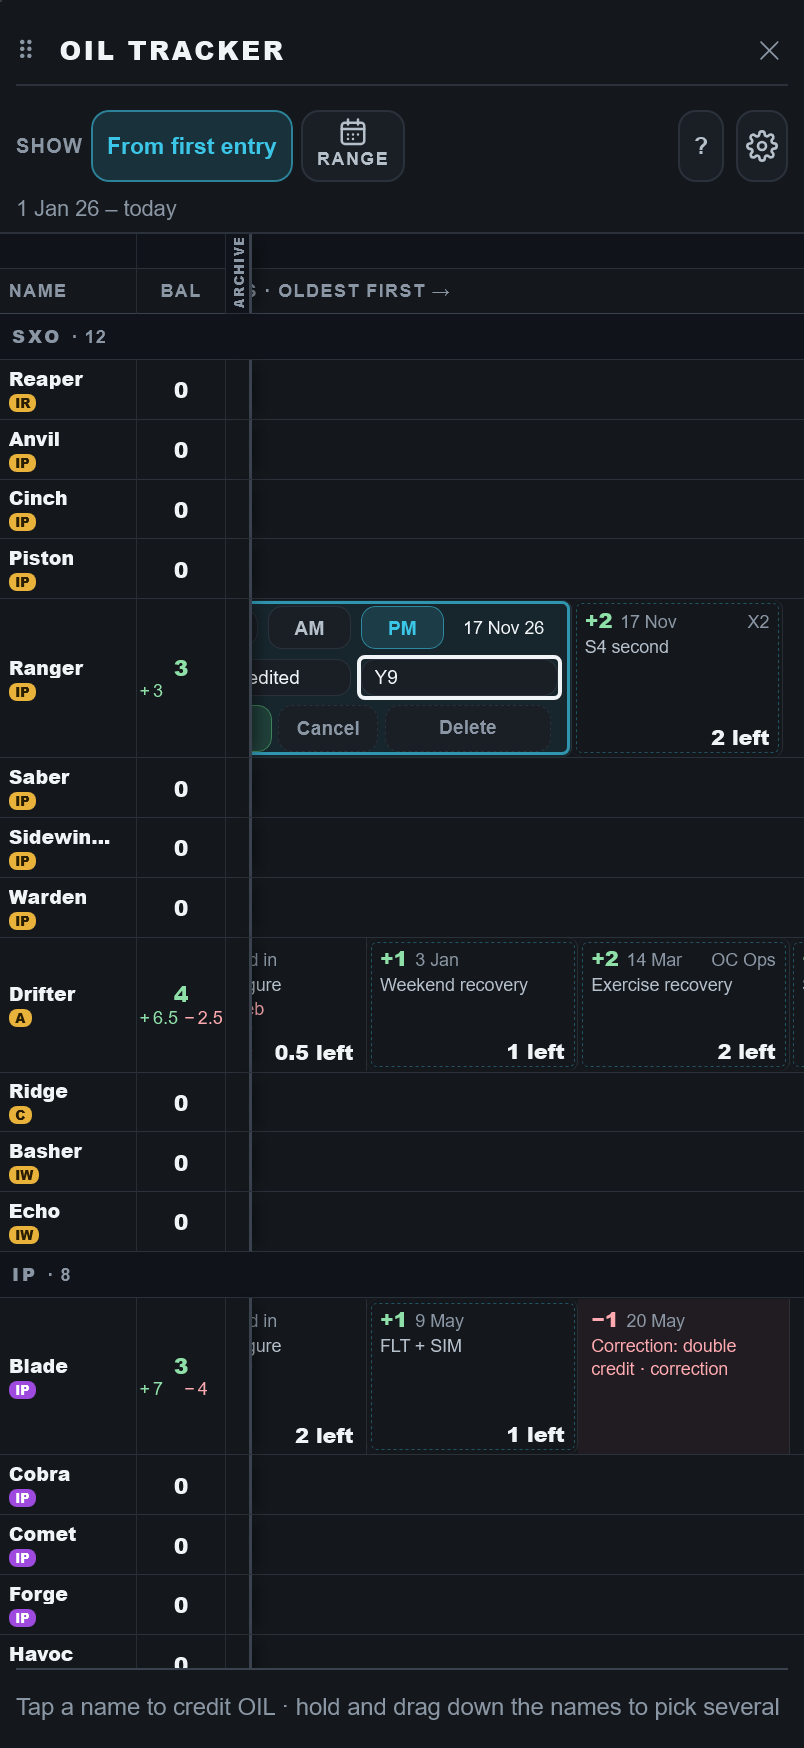 OIL TRACKER
SHOW From first entry RANGE ?
1 Jan 26 – today
NAME BAL ARCHIVE S · OLDEST FIRST →
SXO · 12
Reaper
IR
0
Anvil
IP
0
Cinch
IP
0
Piston
IP
0
Ranger
IP
3
+3
AM PM 17 Nov 26
edited Y9
Cancel Delete
+2 17 Nov X2
S4 second
2 left
Saber
IP
0
Sidewin...
IP
0
Warden
IP
0
Drifter
A
4
+6.5 −2.5
d in
gure
eb
0.5 left
+1 3 Jan
Weekend recovery
1 left
+2 14 Mar OC Ops
Exercise recovery
2 left
Ridge
C
0
Basher
IW
0
Echo
IW
0
IP · 8
Blade
IP
3
+7 −4
d in
gure
2 left
+1 9 May
FLT + SIM
1 left
−1 20 May
Correction: double
credit · correction
Cobra
IP
0
Comet
IP
0
Forge
IP
0
Havoc
0
Tap a name to credit OIL · hold and drag down the names to pick several